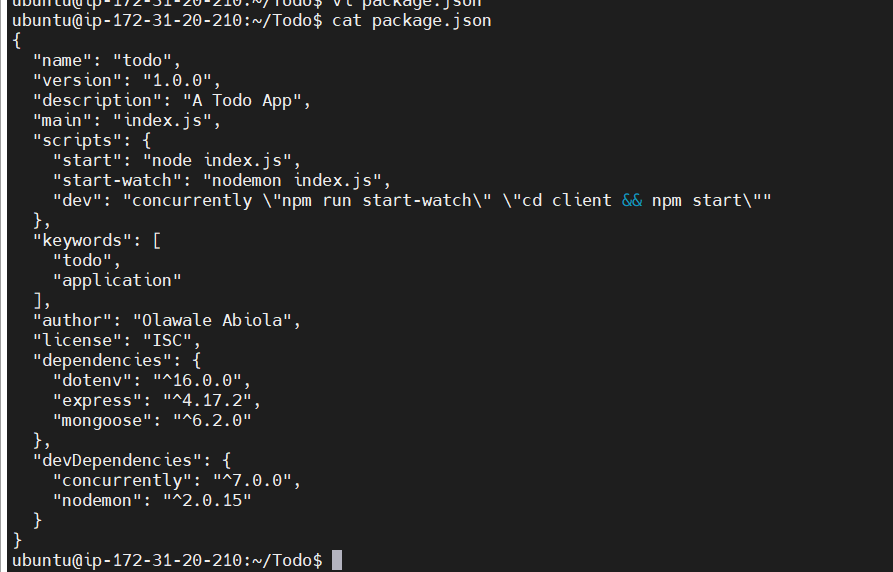 ubuntu@ip-172-31-20-210:~/Todo$ vi package.json
ubuntu@ip-172-31-20-210:~/Todo$ cat package.json
{
  "name": "todo",
  "version": "1.0.0",
  "description": "A Todo App",
  "main": "index.js",
  "scripts": {
    "start": "node index.js",
    "start-watch": "nodemon index.js",
    "dev": "concurrently \"npm run start-watch\" \"cd client && npm start\""
  },
  "keywords": [
    "todo",
    "application"
  ],
  "author": "Olawale Abiola",
  "license": "ISC",
  "dependencies": {
    "dotenv": "^16.0.0",
    "express": "^4.17.2",
    "mongoose": "^6.2.0"
  },
  "devDependencies": {
    "concurrently": "^7.0.0",
    "nodemon": "^2.0.15"
  }
}
ubuntu@ip-172-31-20-210:~/Todo$